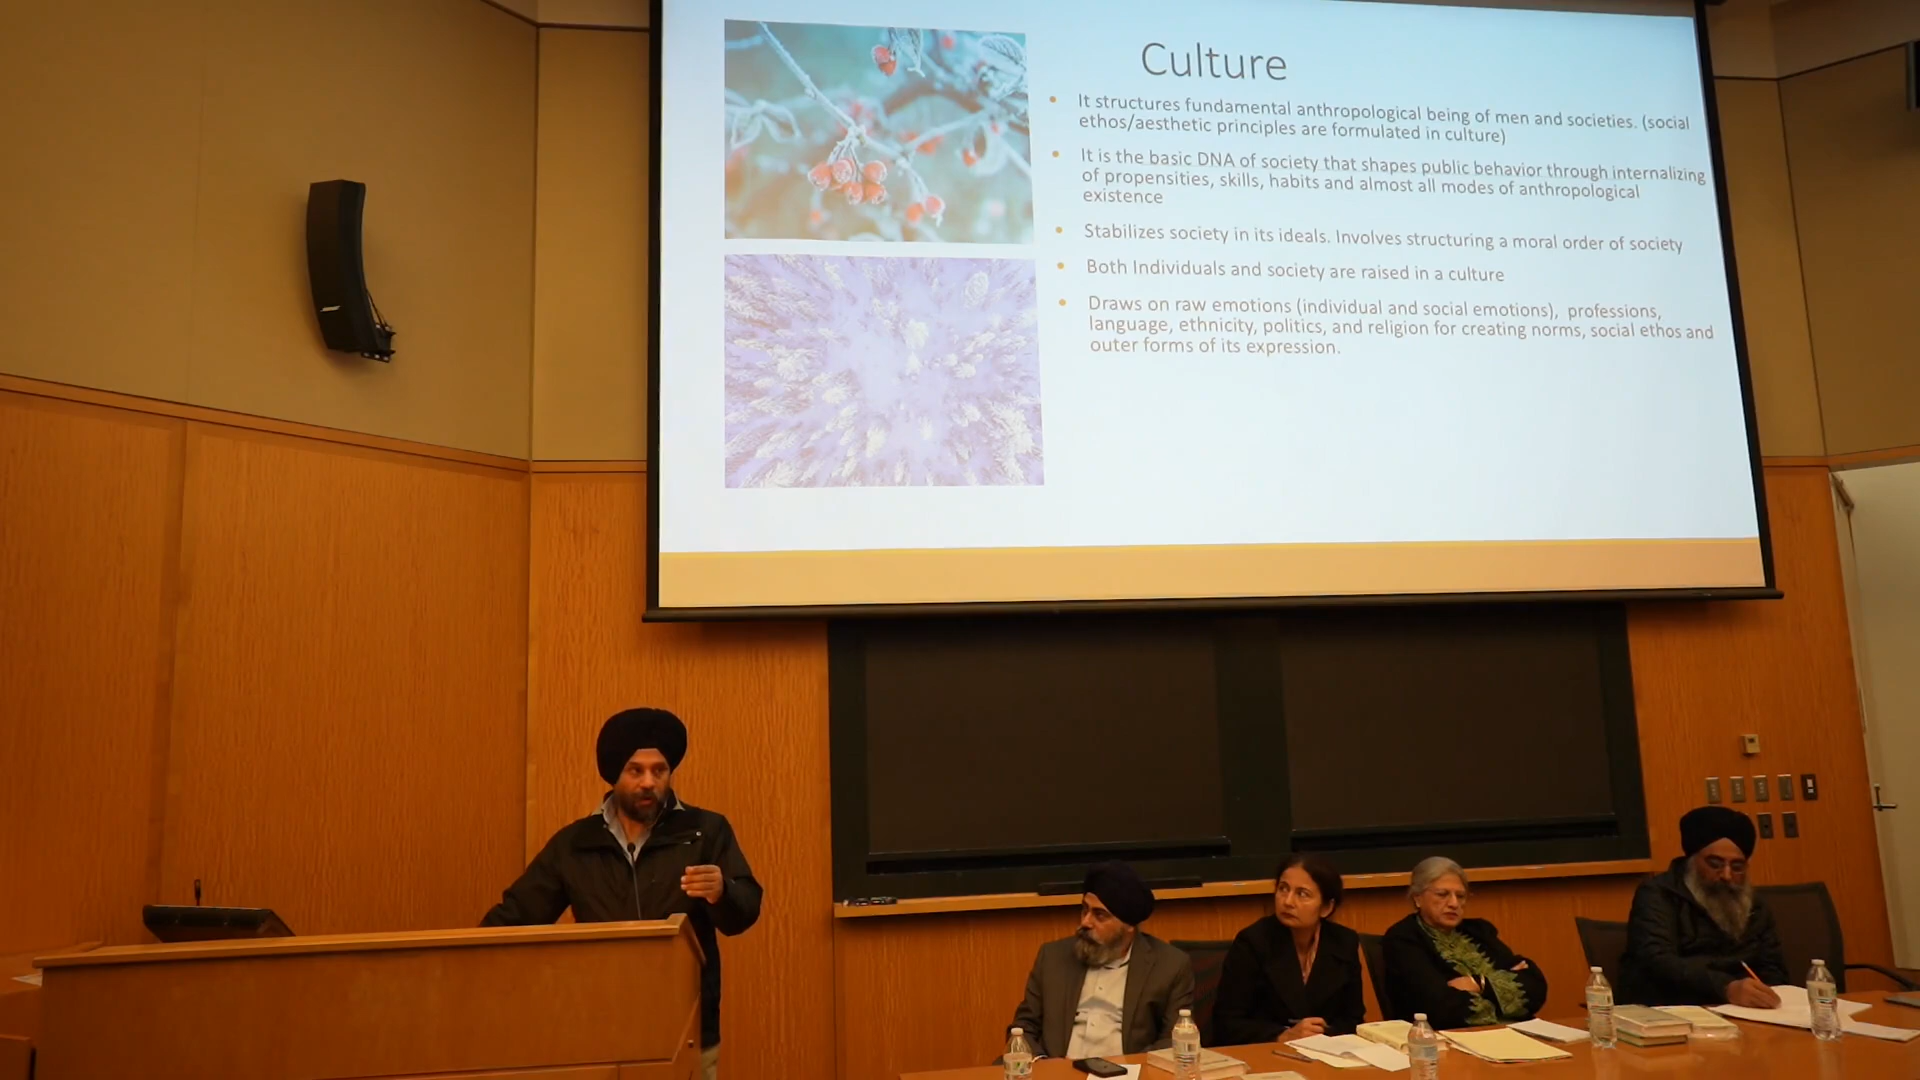 Culture
It structures fundamental anthropological being of men and societies. (social
ethos/aesthetic principles are formulated in culture)
It is the basic DNA of society that shapes public behavior through internalizing
of propensities, skills, habits and almost all modes of anthropological
existence
Stabilizes society in its ideals. Involves structuring a moral order of society
Both Individuals and society are raised in a culture
Draws on raw emotions (individual and social emotions), professions,
language, ethnicity, politics, and religion for creating norms, social ethos and
outer forms of its expression.